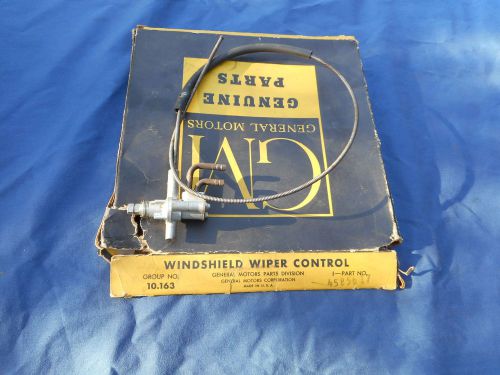 GENUINE
PARTS
GENERAL MOTORS
GM
WINDSHIELD WIPER CONTROL
GROUP NO. GENERAL MOTORS PARTS DIVISION 1—PART NO.
10.163 GENERAL MOTORS CORPORATION
MADE IN U.S.A.